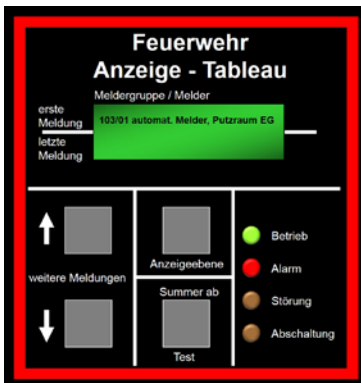 Feuerwehr
Anzeige - Tableau
Meldergruppe / Melder
erste
Meldung
103/01 automat. Melder, Putzraum EG
letzte
Meldung
weitere Meldungen
Anzeigeebene
Summer ab
Test
Betrieb
Alarm
Störung
Abschaltung